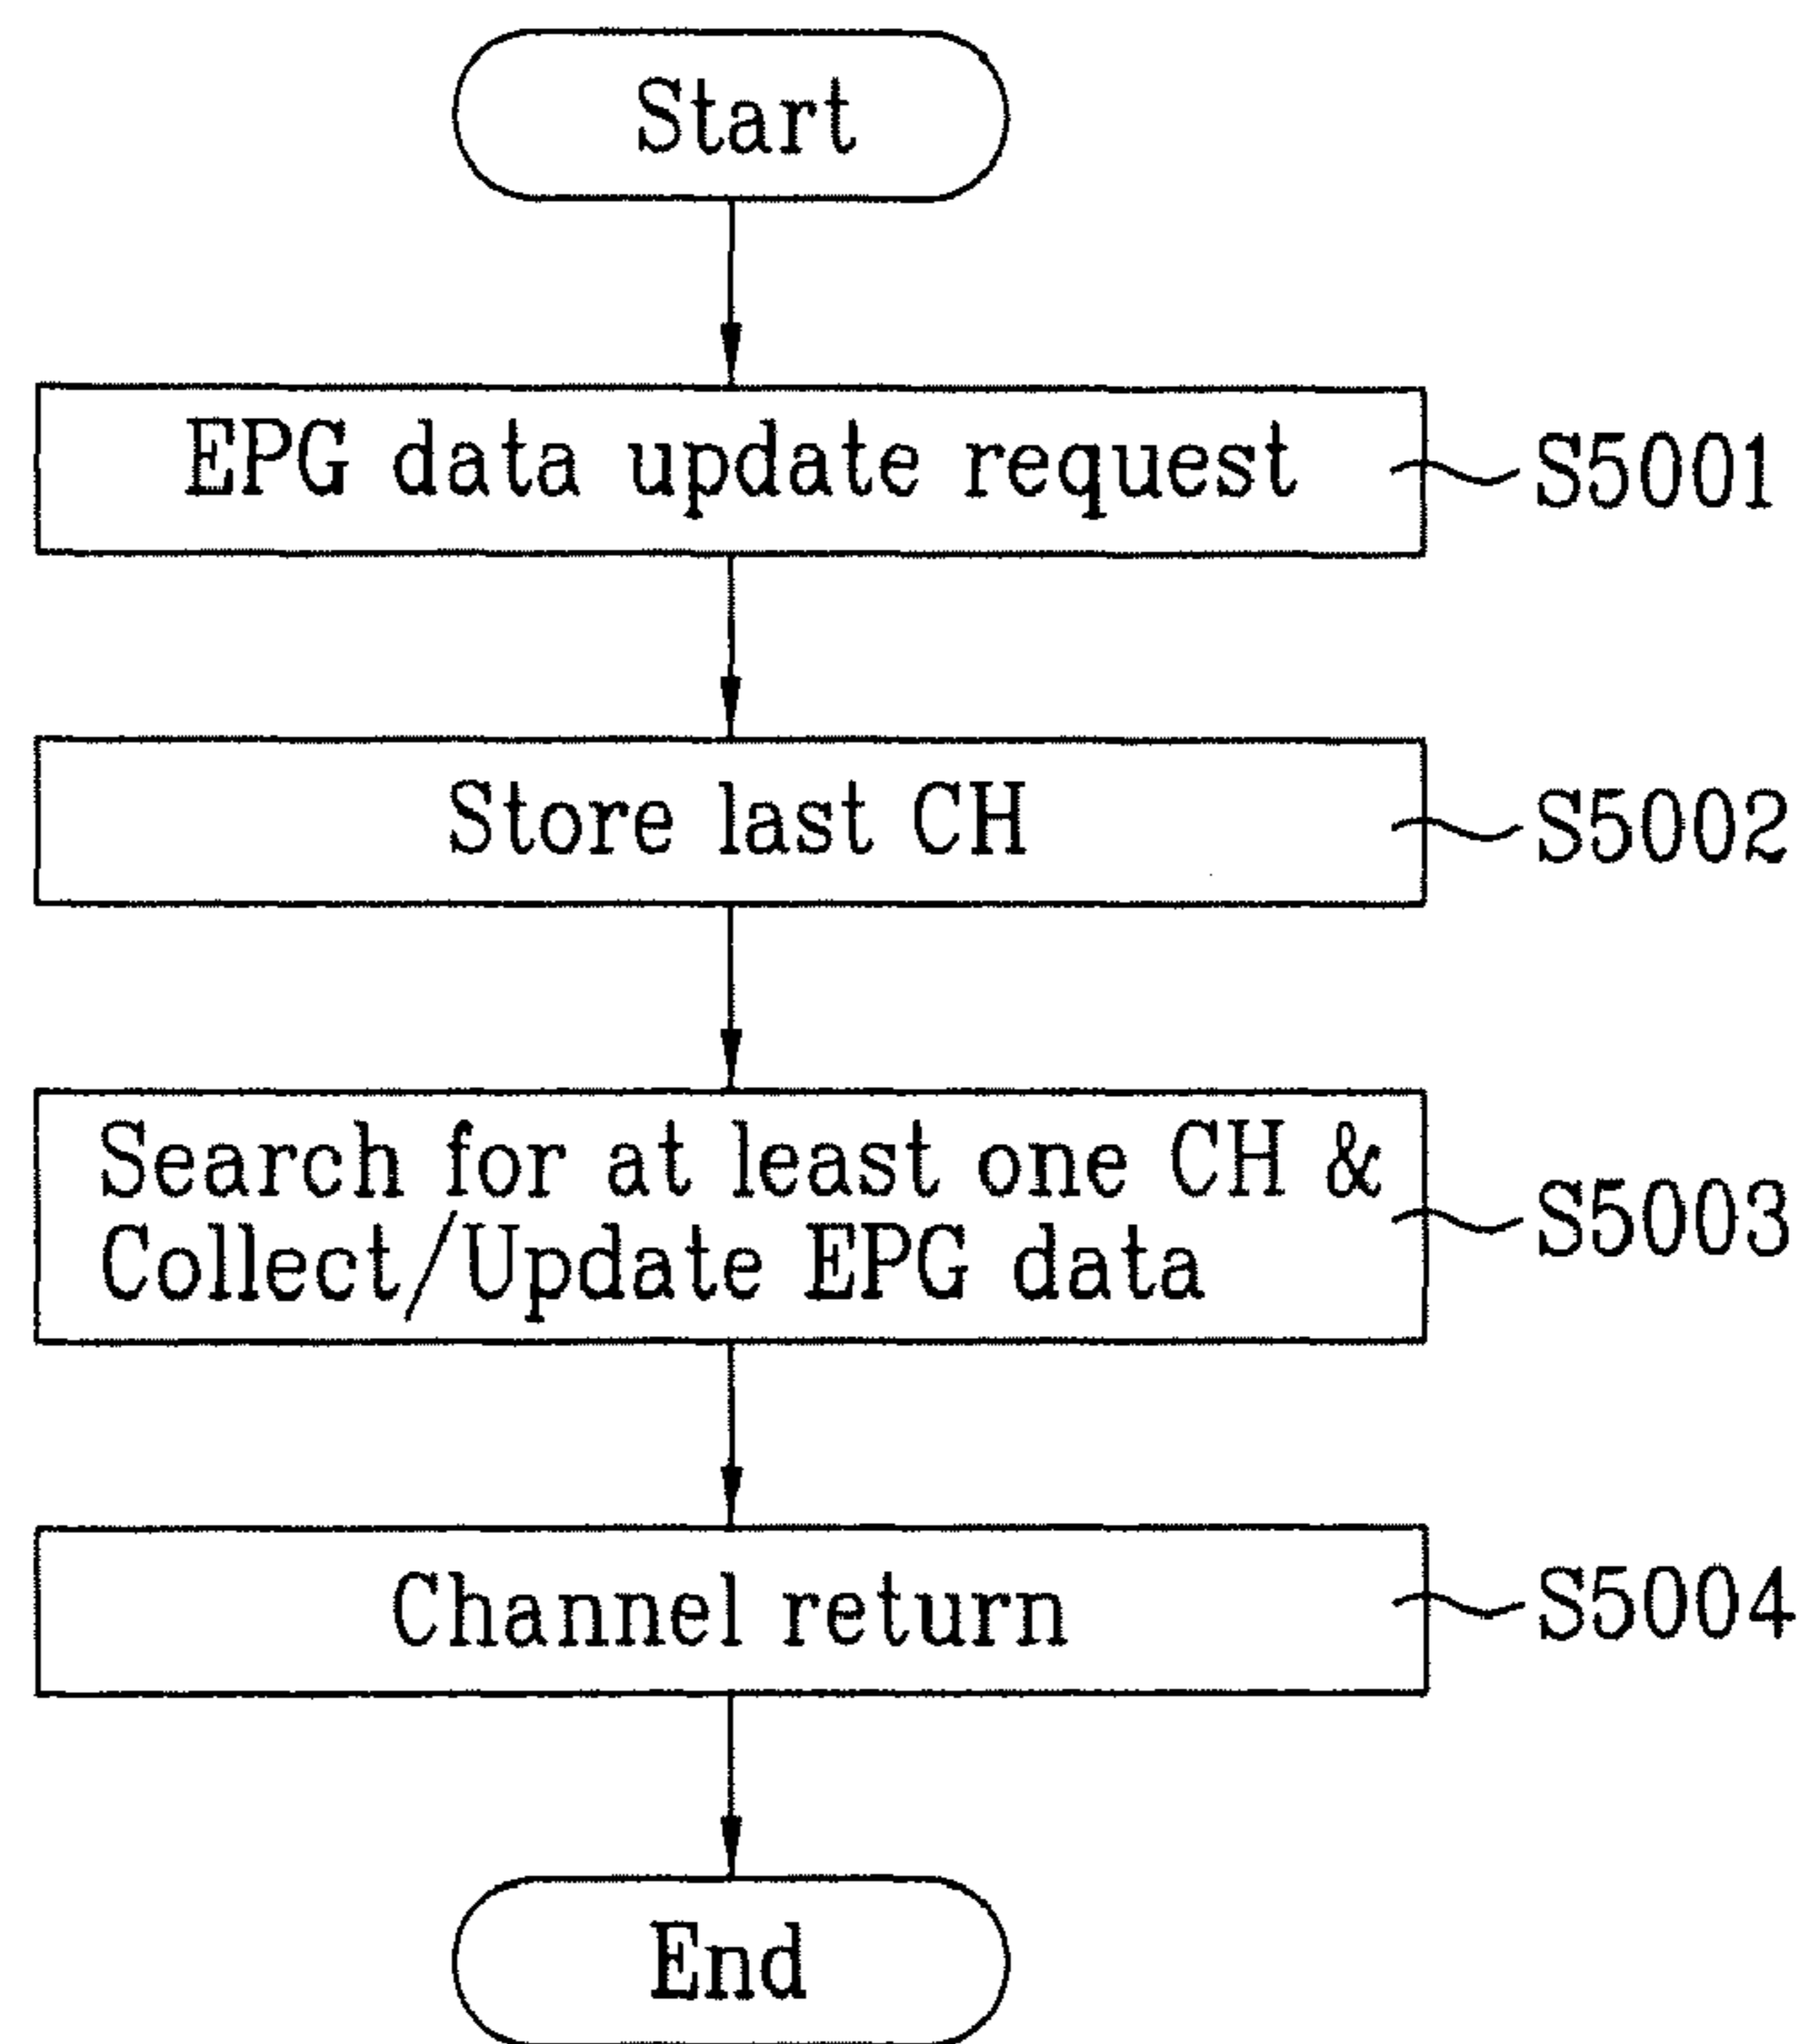 Start
EPG data update request
S5001
Store last CH
S5002
Search for at least one CH &
Collect/Update EPG data
S5003
Channel return
S5004
End